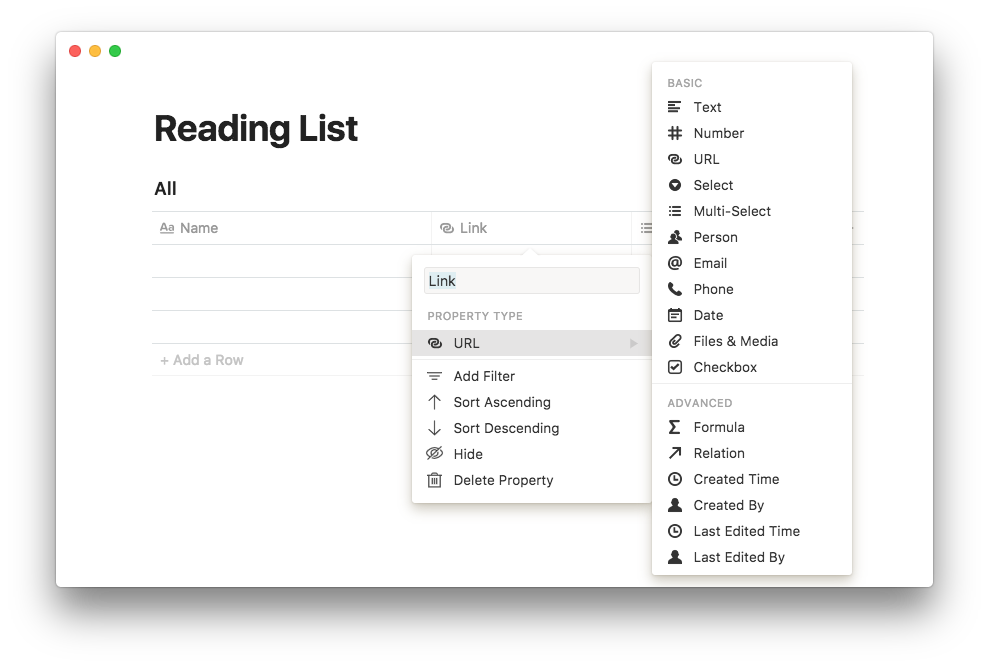 Reading List
All
Aa Name
Link
+ Add a Row
Link
PROPERTY TYPE
URL
Add Filter
Sort Ascending
Sort Descending
Hide
Delete Property
BASIC
Text
Number
URL
Select
Multi-Select
Person
Email
Phone
Date
Files & Media
Checkbox
ADVANCED
Formula
Relation
Created Time
Created By
Last Edited Time
Last Edited By